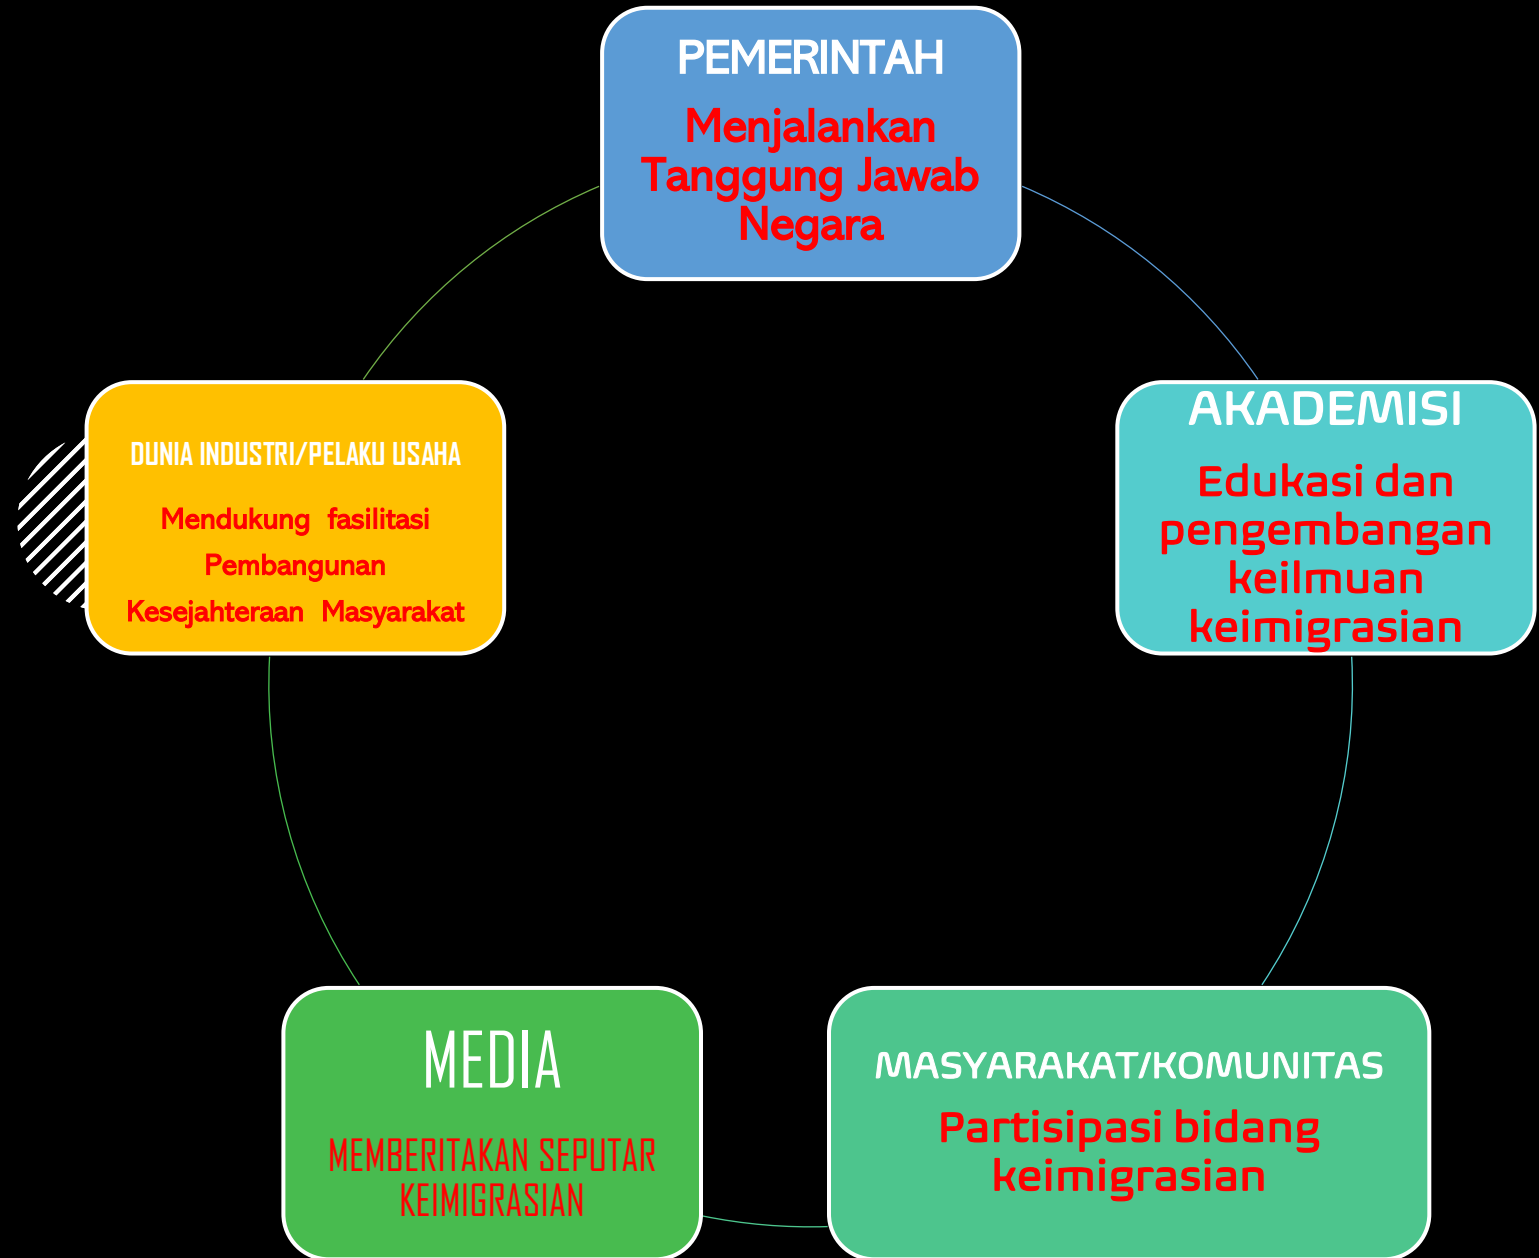 PEMERINTAH
Menjalankan
Tanggung Jawab
Negara
AKADEMISI
Edukasi dan
pengembangan
keilmuan
keimigrasian
MASYARAKAT/KOMUNITAS
Partisipasi bidang
keimigrasian
MEDIA
MEMBERITAKAN SEPUTAR
KEIMIGRASIAN
DUNIA INDUSTRI/PELAKU USAHA
Mendukung fasilitasi
Pembangunan
Kesejahteraan Masyarakat